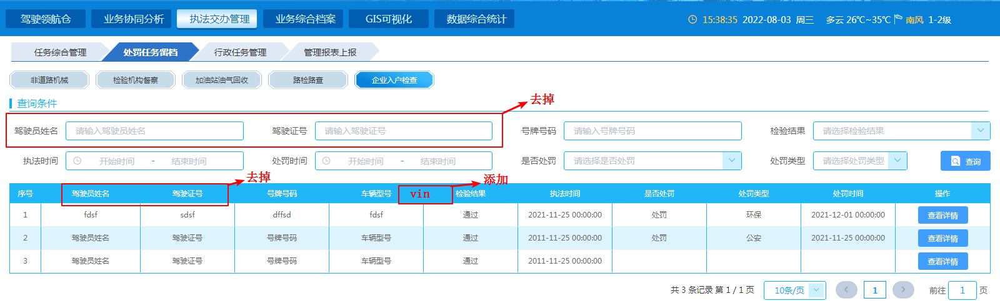 驾驶领航仓 业务协同分析 执法交办管理 业务综合档案 GIS可视化 数据综合统计 15:38:35 2022-08-03 周三 多云 26℃~35℃ 南风 1-2级
任务综合管理 处罚任务留档 行政任务管理 管理报表上报
非道路机械 检验机构督察 加油站油气回收 路检路查 企业入户检查
查询条件 去掉
驾驶员姓名 请输入驾驶员姓名 驾驶证号 请输入驾驶证号 号牌号码 请输入号牌号码 检验结果 请选择检验结果
执法时间 开始时间 - 结束时间 处罚时间 开始时间 - 结束时间 是否处罚 请选择是否处罚 处罚类型 请选择处罚类型 查询
去掉 添加
序号 驾驶员姓名 驾驶证号 号牌号码 车辆型号 vin 检验结果 执法时间 是否处罚 处罚类型 处罚时间 操作
1 fdsf sdsf dffsd fdsf 通过 2021-11-25 00:00:00 处罚 环保 2021-12-01 00:00:00 查看详情
2 驾驶员姓名 驾驶证号 号牌号码 车辆型号 通过 2011-11-25 00:00:00 处罚 公安 2021-11-25 00:00:00 查看详情
3 驾驶员姓名 驾驶证号 号牌号码 车辆型号 通过 2011-11-25 00:00:00 查看详情
共 3 条记录 第 1 / 1 页 10条/页 1 前往 1 页